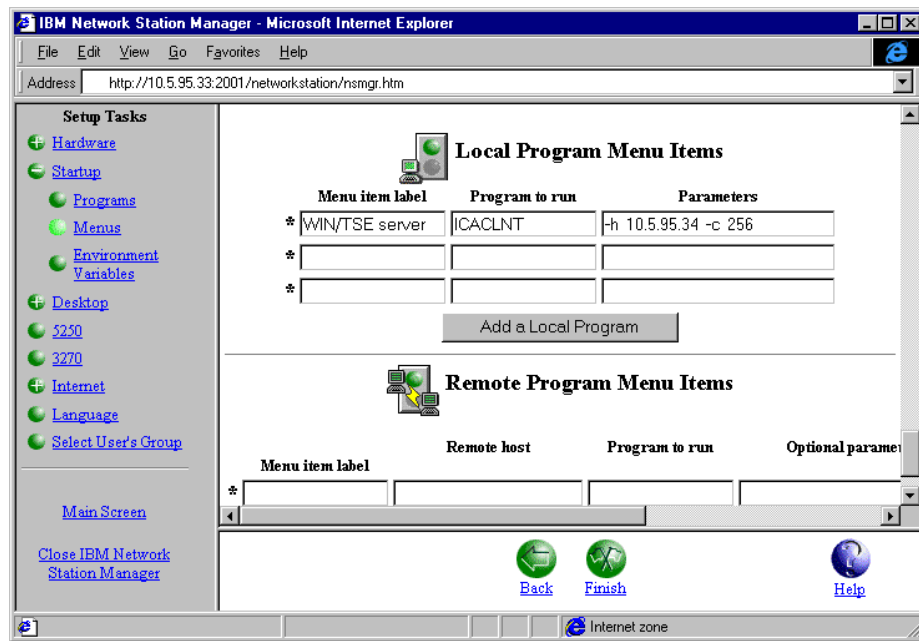 IBM Network Station Manager - Microsoft Internet Explorer
File Edit View Go Favorites Help
Address http://10.5.95.33:2001/networkstation/nsmgr.htm
Setup Tasks
Hardware
Startup
Programs
Menus
Environment
Variables
Desktop
5250
3270
Internet
Language
Select User's Group
Main Screen
Close IBM Network
Station Manager
Local Program Menu Items
Menu item label Program to run Parameters
* WIN/TSE server ICACLNT -h 10.5.95.34 -c 256
*
*
Add a Local Program
Remote Program Menu Items
Menu item label Remote host Program to run Optional parame
*
Back Finish Help
Internet zone